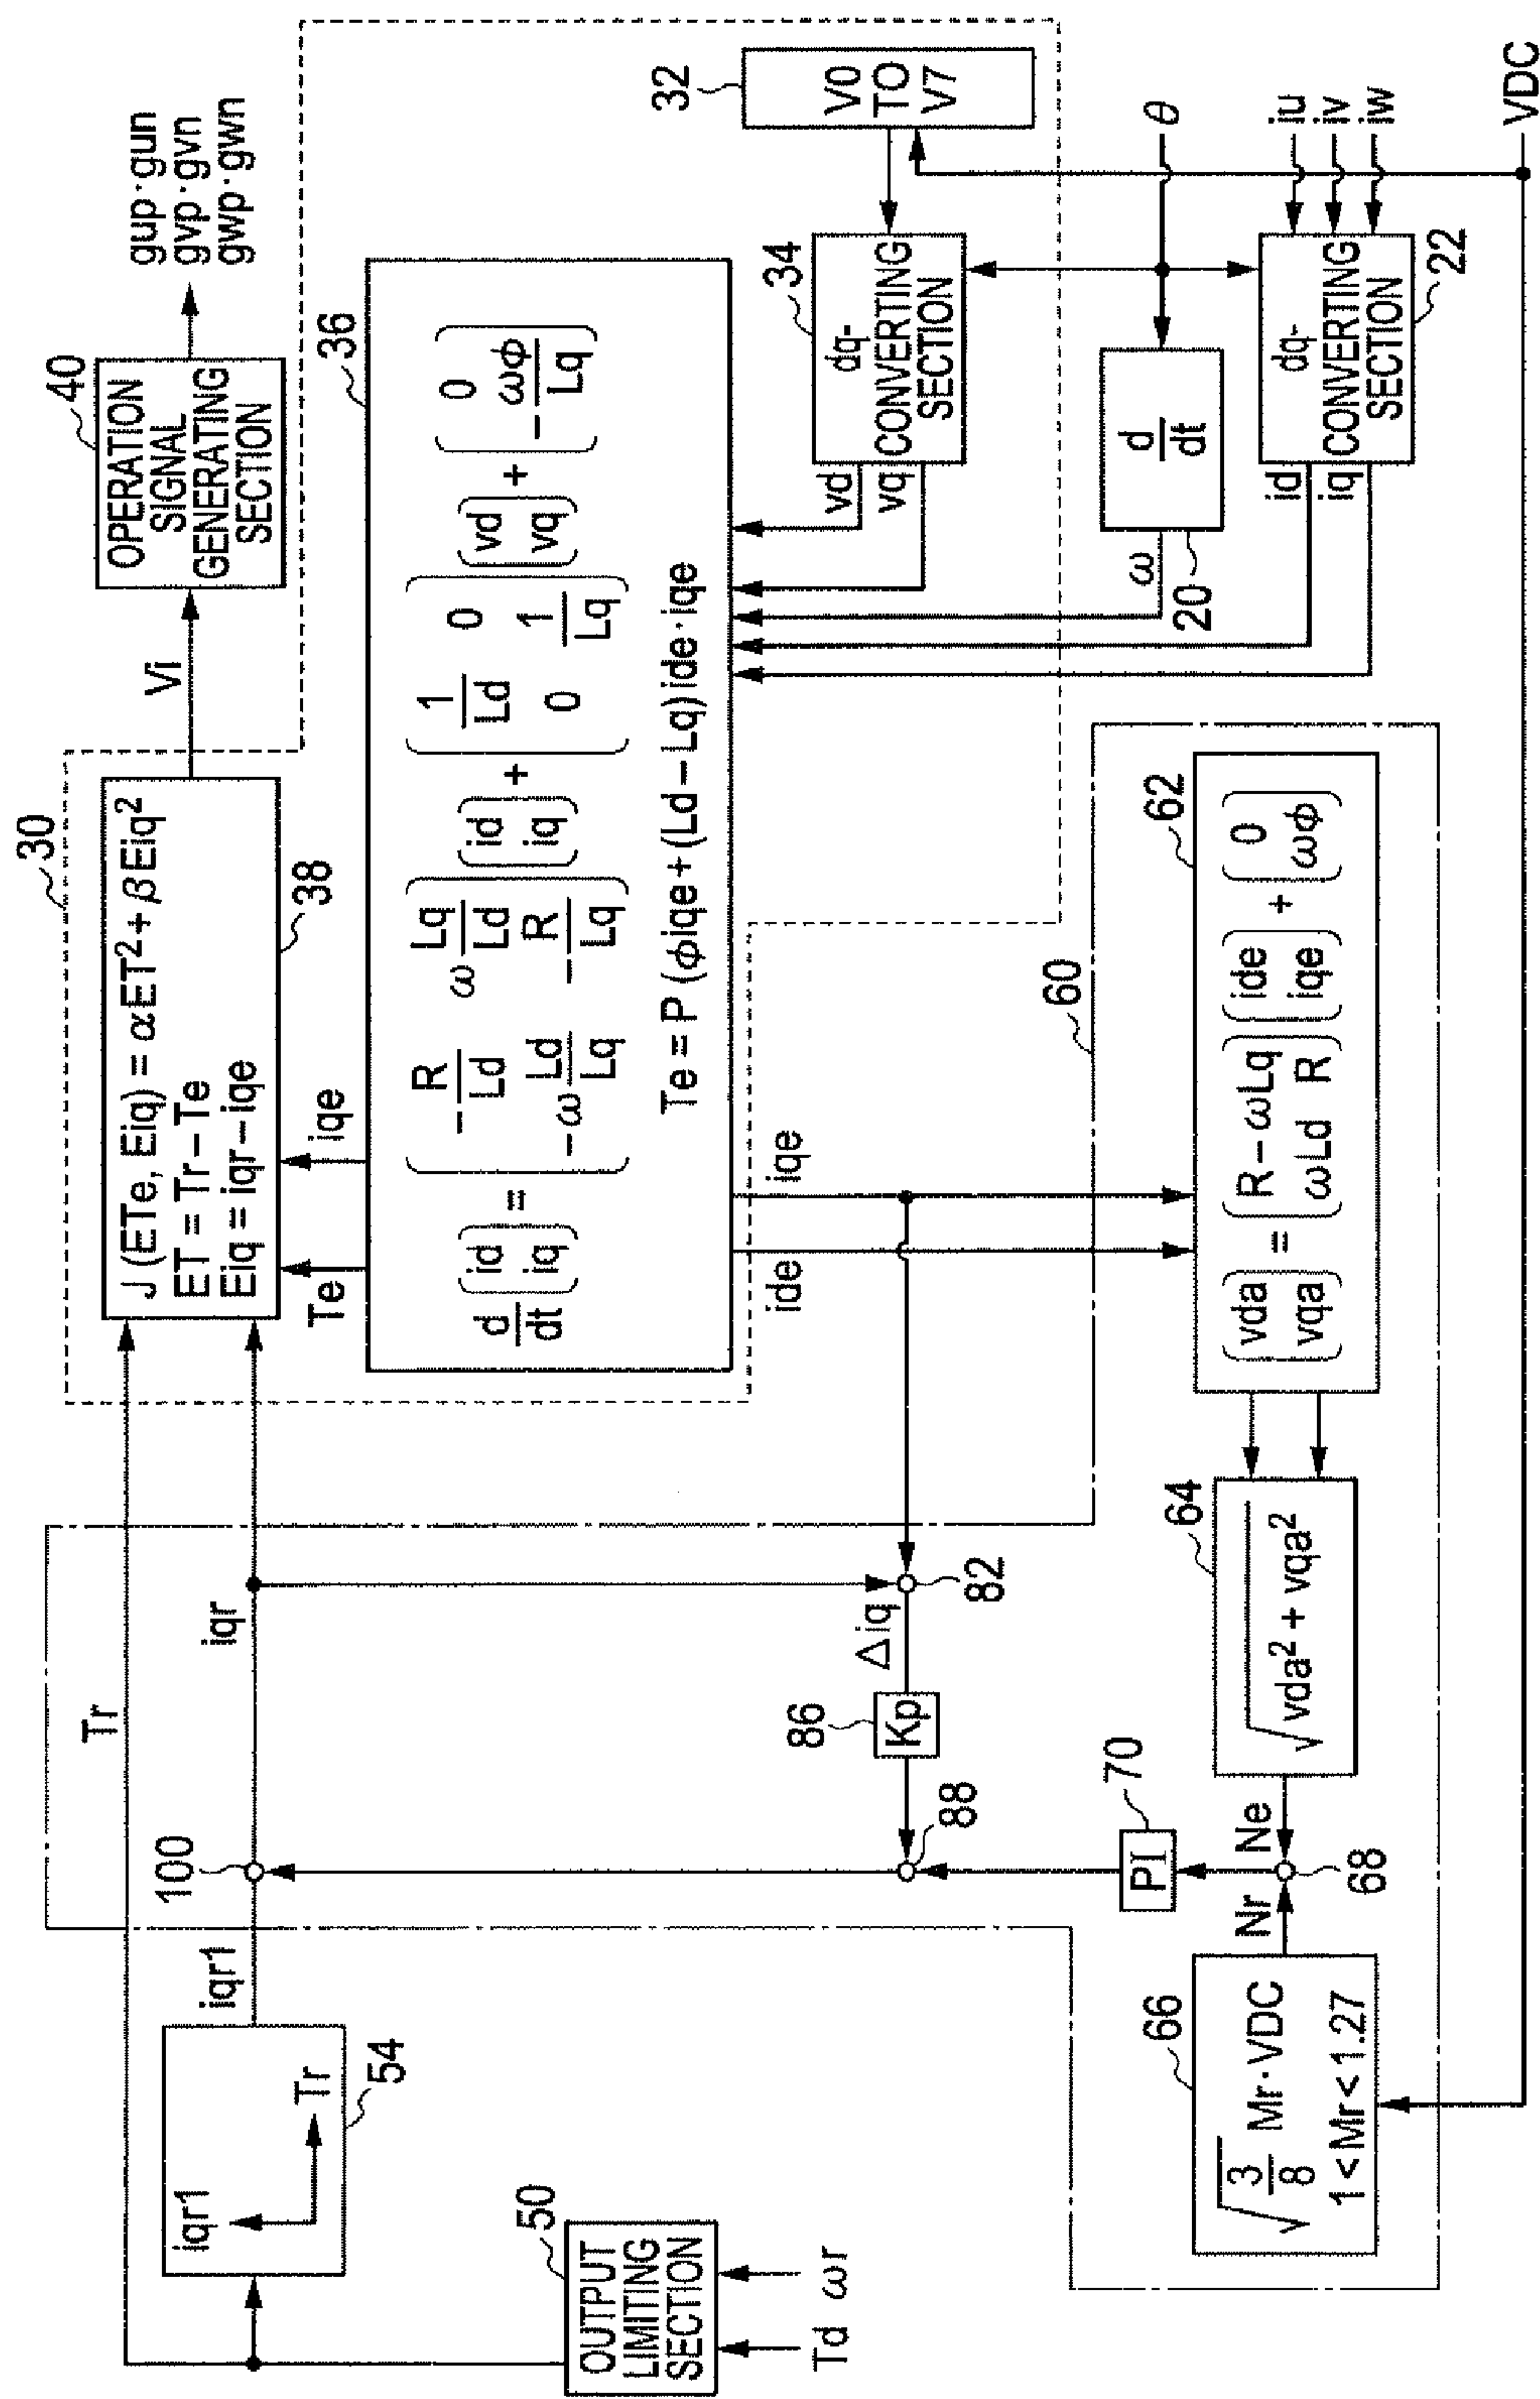 30
38
J (ETe, Eiq) = αET² + βEiq²
ET = Tr − Te
Eiq = iqr − iqe
Vi
40
OPERATION
SIGNAL
GENERATING
SECTION
gup·gun
gvp·gvn
gwp·gwn
Te
iqe
36
d/dt (id iq) = (−R/Ld ωLq/Ld −ωLd/Lq −R/Lq) (id iq) + (1/Ld 0 0 1/Lq) (vd vq) + (0 −ωϕ/Lq)
Te = P (ϕiqe + (Ld − Lq) ide·iqe
32
V0
TO
V7
34
dq-
CONVERTING
SECTION
vd
vq
θ
d/dt
ω
20
dq-
CONVERTING
SECTION
22
id
iq
iu
iv
iw
VDC
Tr
iqr
100
iqr1
54
iqr1
Tr
50
OUTPUT
LIMITING
SECTION
Td
ωr
ide
iqe
60
82
Δiq
86
Kp
88
70
PI
62
(vda vqa) = (R −ωLq ωLd R) (ide iqe) + (0 ωϕ)
64
√vda² + vqa²
Ne
68
Nr
66
√3/8 Mr·VDC
1 < Mr < 1.27